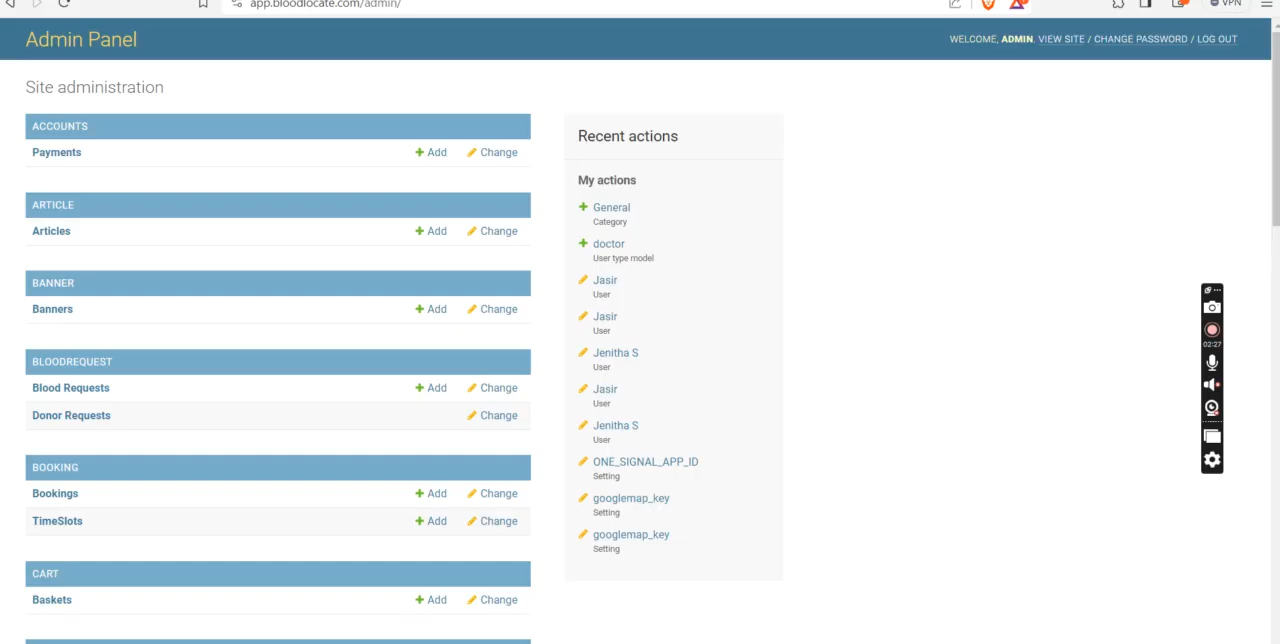 app.bloodlocate.com/admin/
VPN
Admin Panel
WELCOME, ADMIN. VIEW SITE / CHANGE PASSWORD / LOG OUT
Site administration
ACCOUNTS
Payments Add Change
ARTICLE
Articles Add Change
BANNER
Banners Add Change
BLOODREQUEST
Blood Requests Add Change
Donor Requests Change
BOOKING
Bookings Add Change
TimeSlots Add Change
CART
Baskets Add Change
Recent actions
My actions
General
Category
doctor
User type model
Jasir
User
Jasir
User
Jenitha S
User
Jasir
User
Jenitha S
User
ONE_SIGNAL_APP_ID
Setting
googlemap_key
Setting
googlemap_key
Setting
02:27